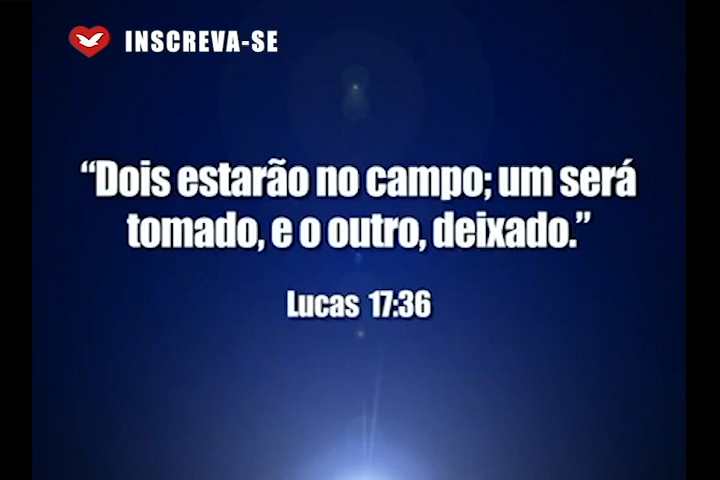 INSCREVA-SE
“Dois estarão no campo; um será
tomado, e o outro, deixado.”
Lucas 17:36